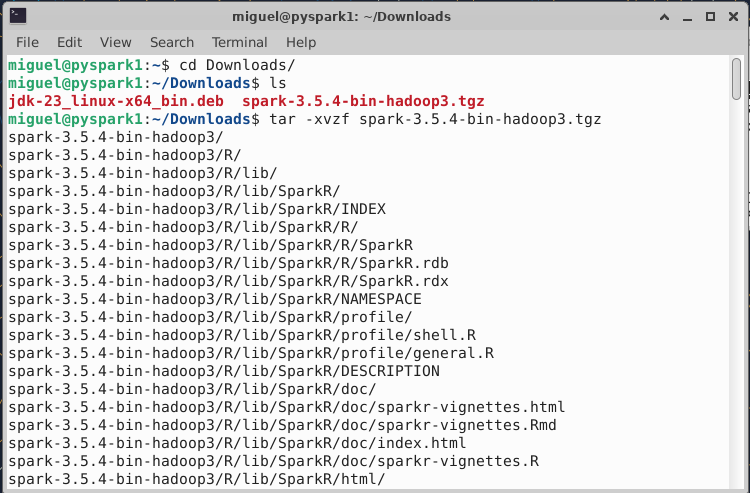 miguel@pyspark1: ~/Downloads
File Edit View Search Terminal Help
miguel@pyspark1:~$ cd Downloads/
miguel@pyspark1:~/Downloads$ ls
jdk-23_linux-x64_bin.deb  spark-3.5.4-bin-hadoop3.tgz
miguel@pyspark1:~/Downloads$ tar -xvzf spark-3.5.4-bin-hadoop3.tgz
spark-3.5.4-bin-hadoop3/
spark-3.5.4-bin-hadoop3/R/
spark-3.5.4-bin-hadoop3/R/lib/
spark-3.5.4-bin-hadoop3/R/lib/SparkR/
spark-3.5.4-bin-hadoop3/R/lib/SparkR/INDEX
spark-3.5.4-bin-hadoop3/R/lib/SparkR/R/
spark-3.5.4-bin-hadoop3/R/lib/SparkR/R/SparkR
spark-3.5.4-bin-hadoop3/R/lib/SparkR/R/SparkR.rdb
spark-3.5.4-bin-hadoop3/R/lib/SparkR/R/SparkR.rdx
spark-3.5.4-bin-hadoop3/R/lib/SparkR/NAMESPACE
spark-3.5.4-bin-hadoop3/R/lib/SparkR/profile/
spark-3.5.4-bin-hadoop3/R/lib/SparkR/profile/shell.R
spark-3.5.4-bin-hadoop3/R/lib/SparkR/profile/general.R
spark-3.5.4-bin-hadoop3/R/lib/SparkR/DESCRIPTION
spark-3.5.4-bin-hadoop3/R/lib/SparkR/doc/
spark-3.5.4-bin-hadoop3/R/lib/SparkR/doc/sparkr-vignettes.html
spark-3.5.4-bin-hadoop3/R/lib/SparkR/doc/sparkr-vignettes.Rmd
spark-3.5.4-bin-hadoop3/R/lib/SparkR/doc/index.html
spark-3.5.4-bin-hadoop3/R/lib/SparkR/doc/sparkr-vignettes.R
spark-3.5.4-bin-hadoop3/R/lib/SparkR/html/